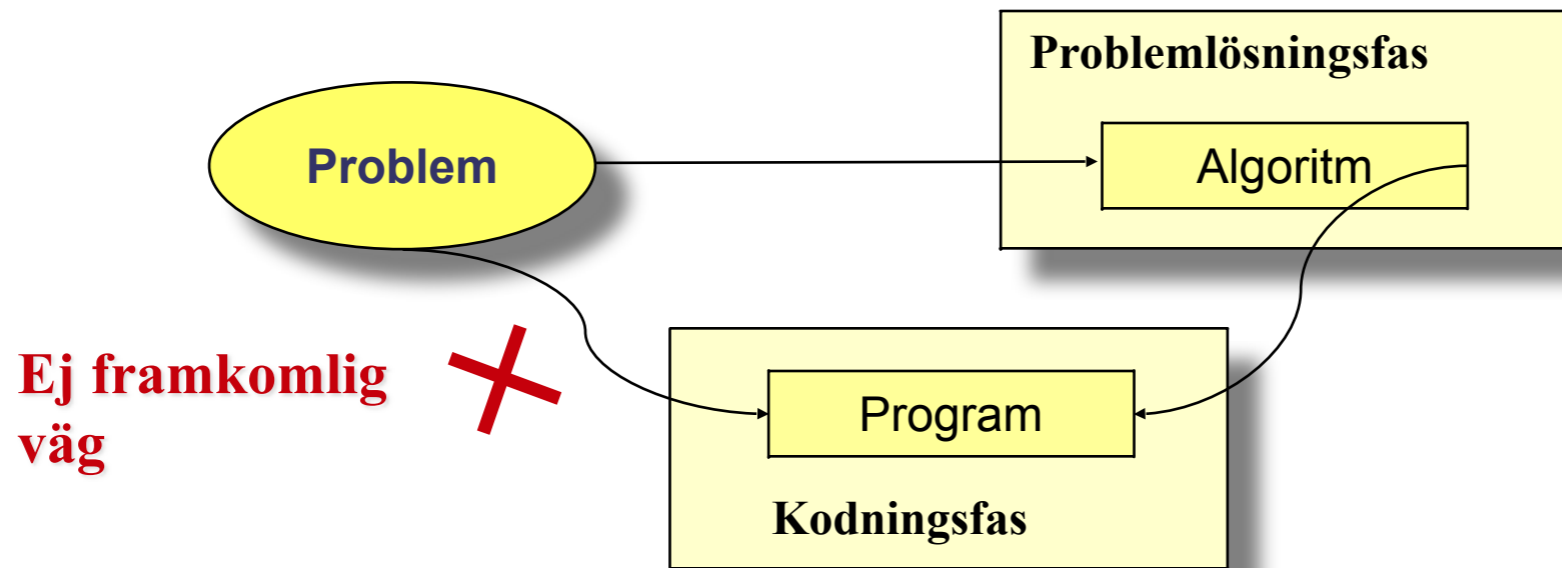 Problemlösningsfas
Problem
Algoritm
Ej framkomlig
väg
Program
Kodningsfas